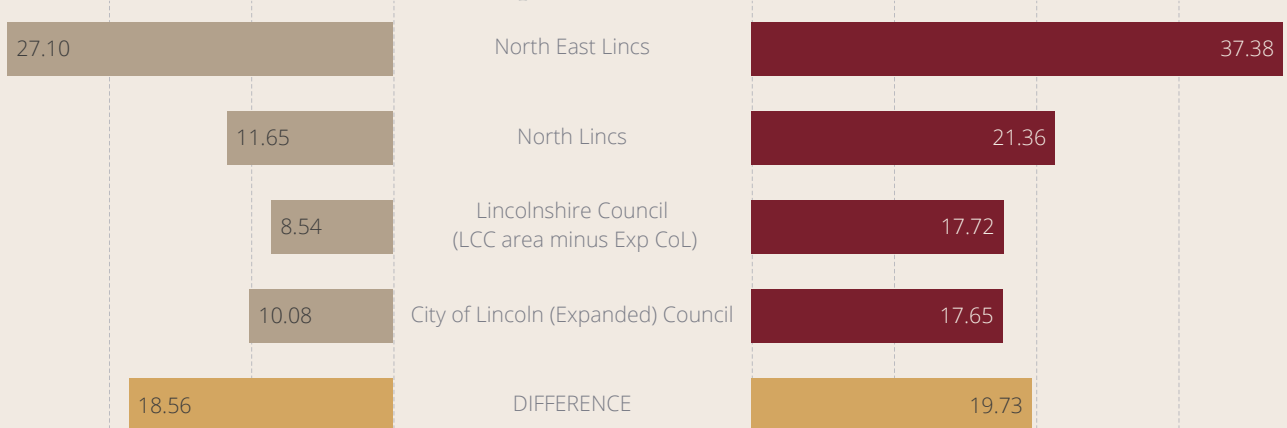 27.10 North East Lincs 37.38
11.65 North Lincs 21.36
Lincolnshire Council
8.54 (LCC area minus Exp CoL) 17.72
10.08 City of Lincoln (Expanded) Council 17.65
18.56 DIFFERENCE 19.73